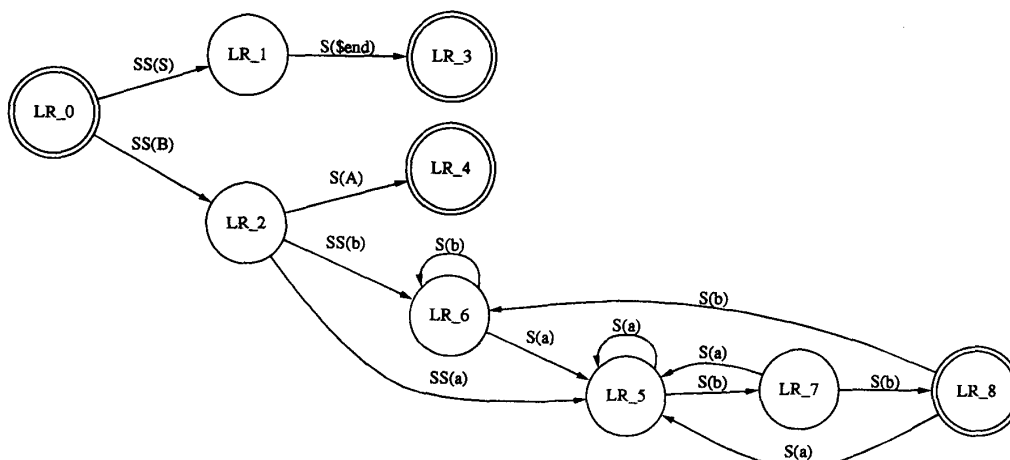 SS(S)
LR_1
S($end)
LR_3
LR_0
SS(B)
S(A)
LR_4
LR_2
SS(b)
S(b)
LR_6
S(b)
S(a)
S(a)
S(a)
SS(a)
LR_5
S(b)
LR_7
S(b)
LR_8
S(a)